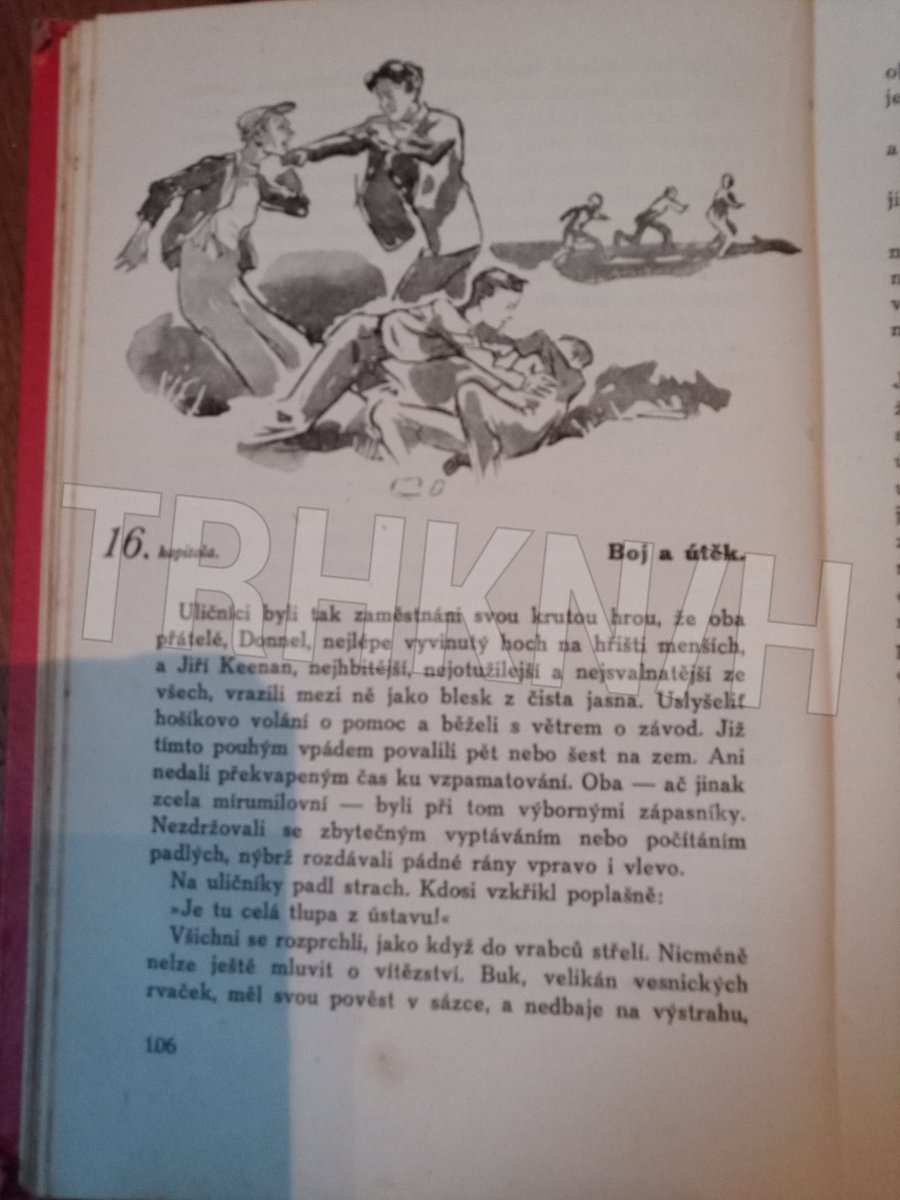 16. kapitola. Boj a útěk.
Uličníci byli tak zaměstnáni svou krutou hrou, že oba
přátelé, Donnel, nejlépe vyvinutý hoch na hřišti menších,
a Jiří Keenan, nejhbitější, nejotužilejší a nejsvalnatější ze
všech, vrazili mezi ně jako blesk z čista jasna. Uslyšeliť
hošíkovo volání o pomoc a běželi s větrem o závod. Již
tímto pouhým vpádem povalili pět nebo šest na zem. Ani
nedali překvapeným čas ku vzpamatování. Oba — ač jinak
zcela mírumilovní — byli při tom výbornými zápasníky.
Nezdržovali se zbytečným vyptáváním nebo počítáním
padlých, nýbrž rozdávali pádné rány vpravo i vlevo.
Na uličníky padl strach. Kdosi vzkřikl poplašně:
»Je tu celá tlupa z ústavu!«
Všichni se rozprchli, jako když do vrabců střelí. Nicméně
nelze ještě mluvit o vítězství. Buk, velikán vesnických
rvaček, měl svou pověst v sázce, a nedbaje na výstrahu,
106
TBHKN/H